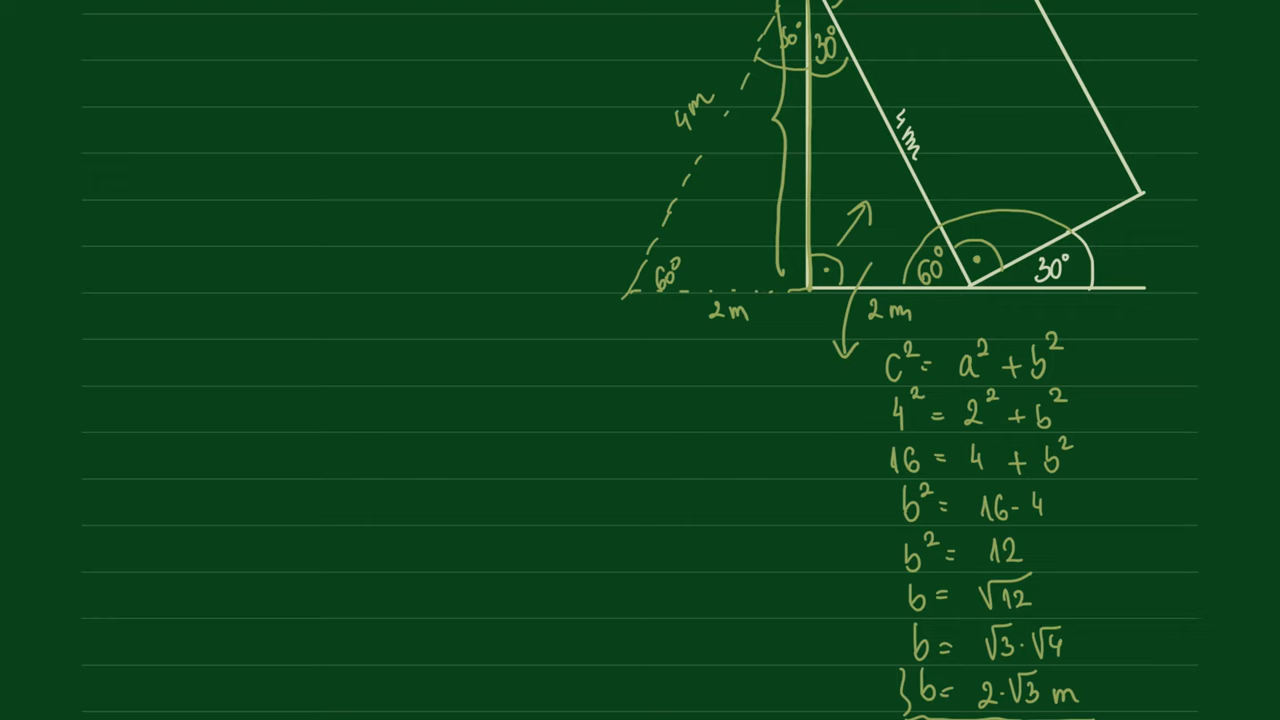 30° 30°
4m
4m
60° 60° 30°
2m 2m
c² = a² + b²
4² = 2² + b²
16 = 4 + b²
b² = 16 - 4
b² = 12
b = √12
b = √3 · √4
b = 2 · √3 m